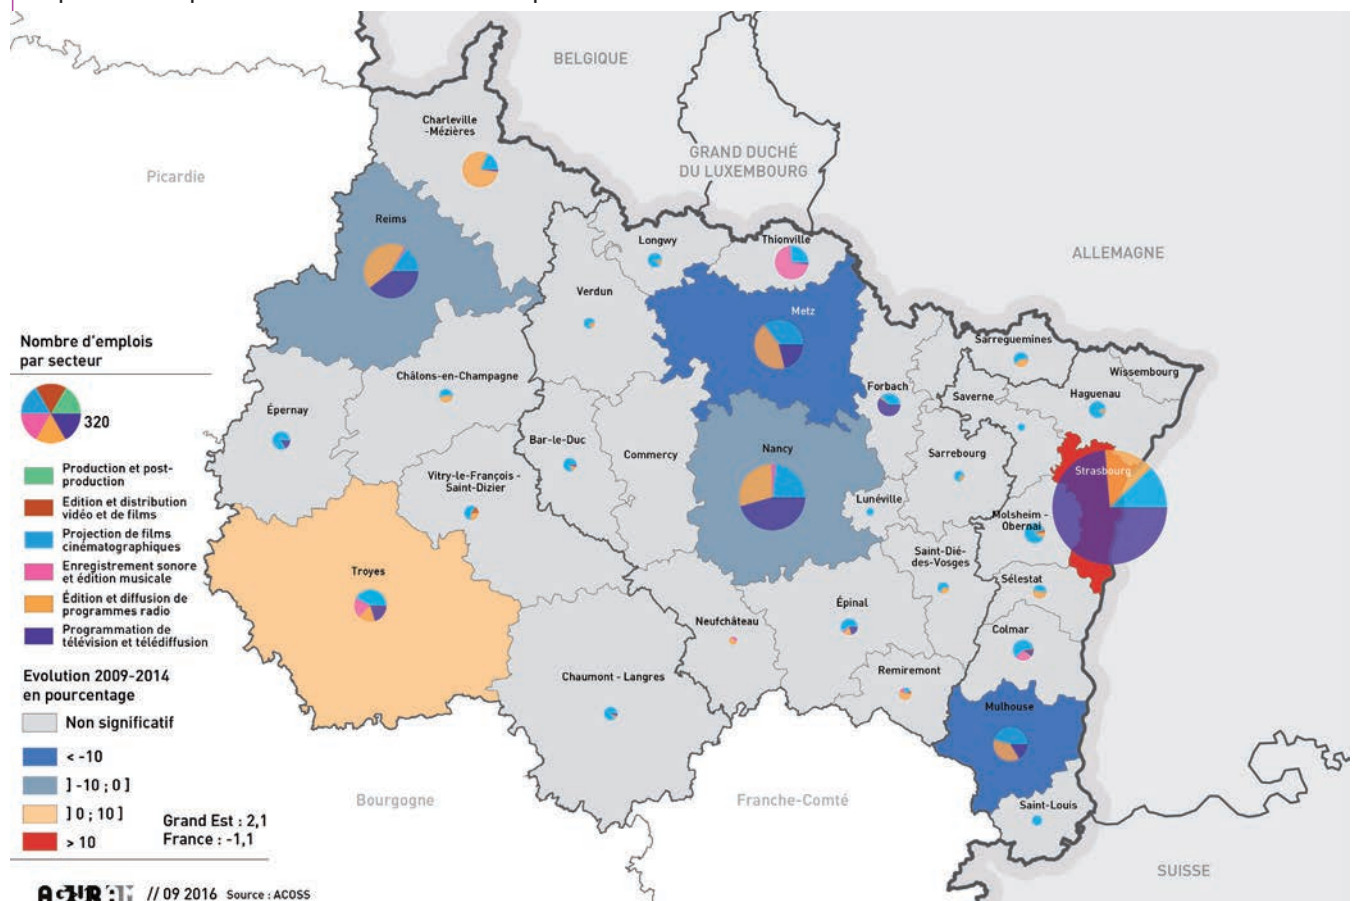 BELGIQUE
Charleville
-Mézières
GRAND DUCHÉ
DU LUXEMBOURG
Picardie
Reims
Longwy
Thionville
ALLEMAGNE
Verdun
Metz
Nombre d'emplois
par secteur
320
Sarreguemines
Wissembourg
Châlons-en-Champagne
Forbach
Saverne
Haguenau
Épernay
Bar-le-Duc
Commercy
Nancy
Sarrebourg
Strasbourg
Vitry-le-François -
Saint-Dizier
Lunéville
Molsheim -
Obernai
Production et post-
production
Edition et distribution
vidéo et de films
Projection de films
cinématographiques
Enregistrement sonore
et édition musicale
Édition et diffusion de
programmes radio
Programmation de
télévision et télédiffusion
Troyes
Saint-Dié-
des-Vosges
Sélestat
Épinal
Neufchâteau
Colmar
Evolution 2009-2014
en pourcentage
Non significatif
< -10
] -10 ; 0 ]
] 0 ; 10 ]
> 10
Grand Est : 2,1
France : -1,1
Chaumont - Langres
Remiremont
Mulhouse
Bourgogne
Franche-Comté
Saint-Louis
SUISSE
// 09 2016 Source : ACOSS